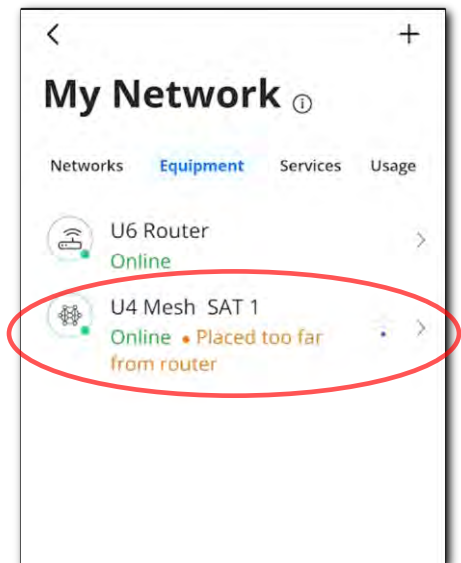 My Network
Networks Equipment Services Usage
U6 Router
Online
U4 Mesh SAT 1
Online • Placed too far
from router